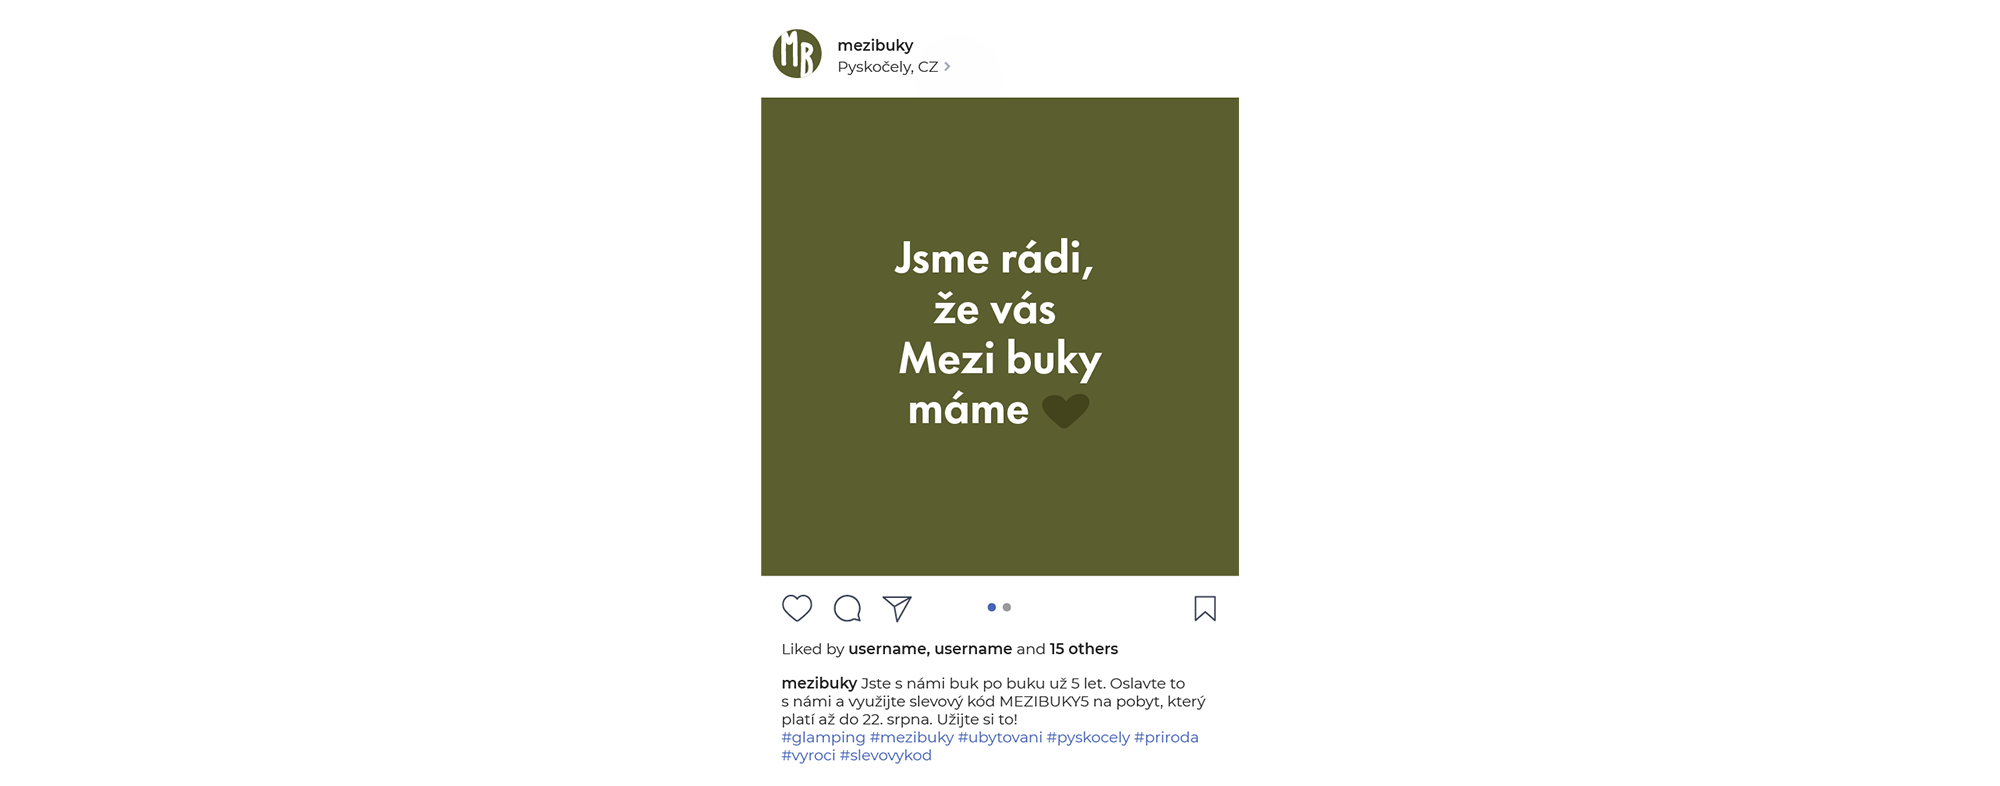 MB
mezibuky
Pyskočely, CZ
Jsme rádi,
že vás
Mezi buky
máme
Liked by username, username and 15 others
mezibuky Jste s námi buk po buku už 5 let. Oslavte to
s námi a využijte slevový kód MEZIBUKY5 na pobyt, který
platí až do 22. srpna. Užijte si to!
#glamping #mezibuky #ubytovani #pyskocely #priroda
#vyroci #slevovykod